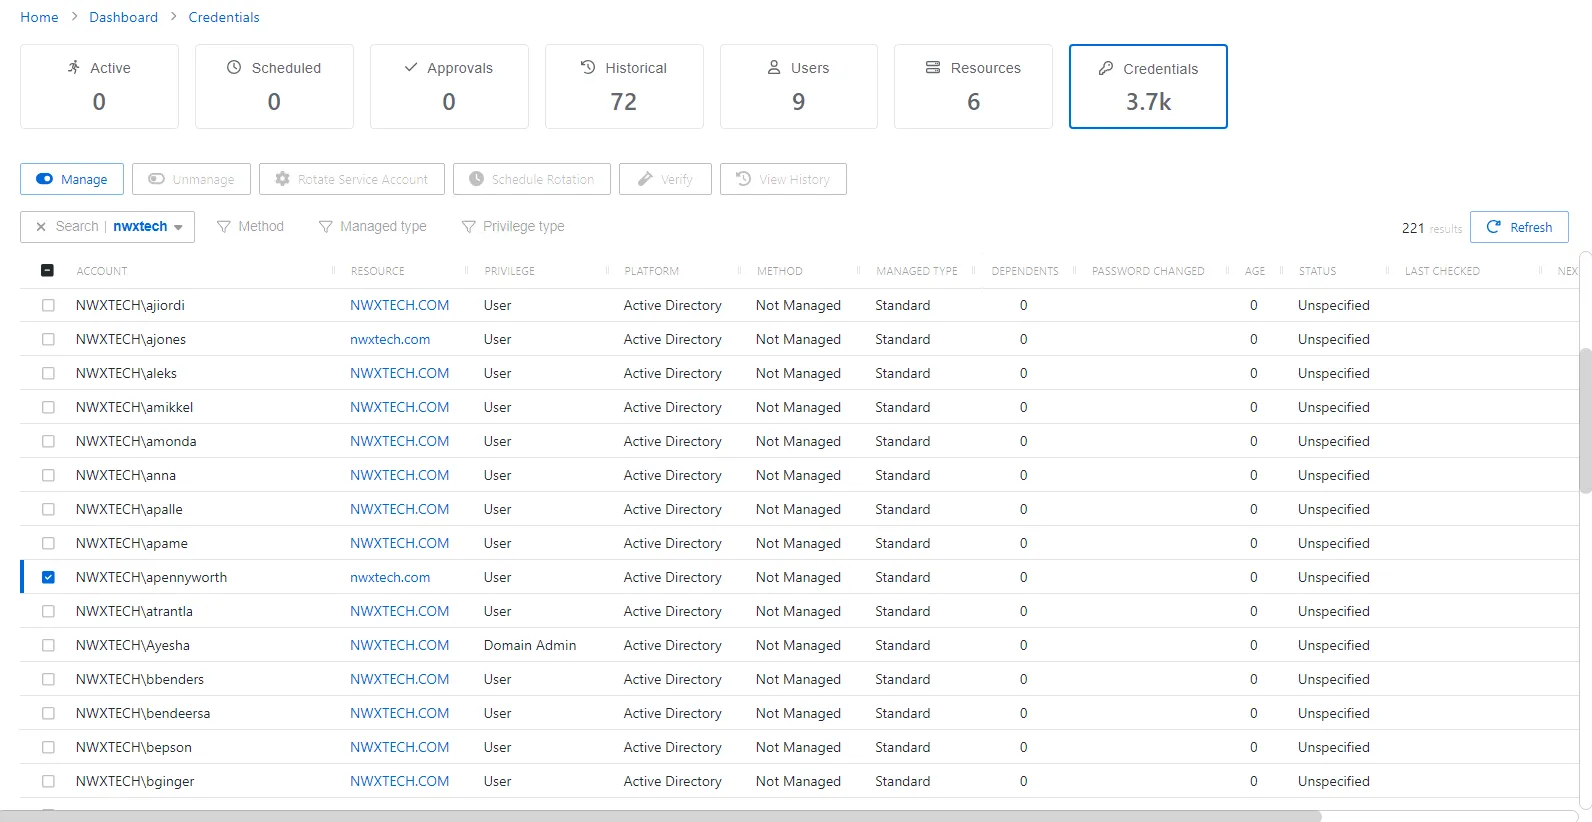 Home > Dashboard > Credentials
Active Scheduled Approvals Historical Users Resources Credentials
0 0 0 72 9 6 3.7k
Manage Unmanage Rotate Service Account Schedule Rotation Verify View History
Search | nwxtech Method Managed type Privilege type 221 results Refresh
ACCOUNT RESOURCE PRIVILEGE PLATFORM METHOD MANAGED TYPE DEPENDENTS PASSWORD CHANGED AGE STATUS LAST CHECKED NEX
NWXTECH\ajiordi NWXTECH.COM User Active Directory Not Managed Standard 0 0 Unspecified
NWXTECH\ajones nwxtech.com User Active Directory Not Managed Standard 0 0 Unspecified
NWXTECH\aleks NWXTECH.COM User Active Directory Not Managed Standard 0 0 Unspecified
NWXTECH\amikkel NWXTECH.COM User Active Directory Not Managed Standard 0 0 Unspecified
NWXTECH\amonda NWXTECH.COM User Active Directory Not Managed Standard 0 0 Unspecified
NWXTECH\anna NWXTECH.COM User Active Directory Not Managed Standard 0 0 Unspecified
NWXTECH\apalle NWXTECH.COM User Active Directory Not Managed Standard 0 0 Unspecified
NWXTECH\apame NWXTECH.COM User Active Directory Not Managed Standard 0 0 Unspecified
NWXTECH\apennyworth nwxtech.com User Active Directory Not Managed Standard 0 0 Unspecified
NWXTECH\atrantla NWXTECH.COM User Active Directory Not Managed Standard 0 0 Unspecified
NWXTECH\Ayesha NWXTECH.COM Domain Admin Active Directory Not Managed Standard 0 0 Unspecified
NWXTECH\bbenders NWXTECH.COM User Active Directory Not Managed Standard 0 0 Unspecified
NWXTECH\bendeersa NWXTECH.COM User Active Directory Not Managed Standard 0 0 Unspecified
NWXTECH\bepson NWXTECH.COM User Active Directory Not Managed Standard 0 0 Unspecified
NWXTECH\bginger NWXTECH.COM User Active Directory Not Managed Standard 0 0 Unspecified